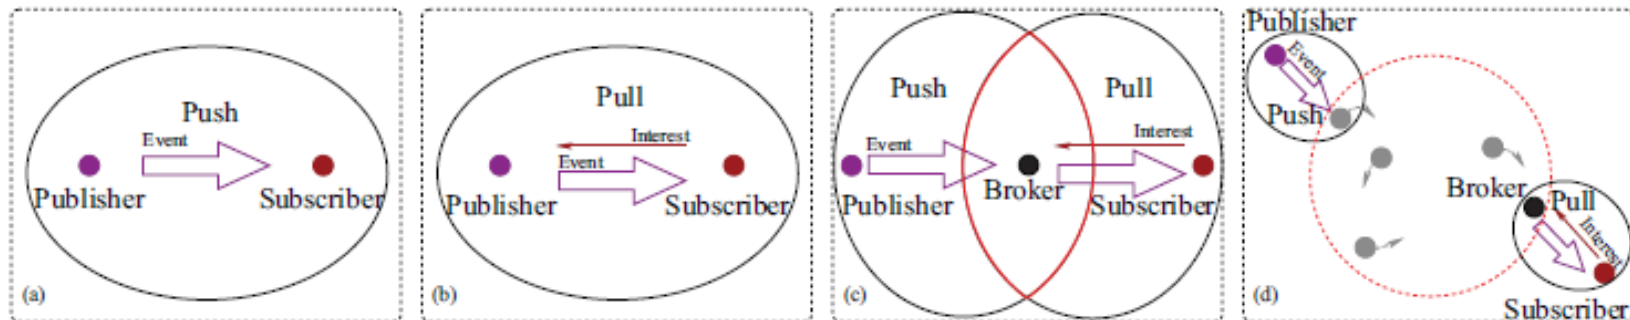 Push
Event
Publisher
Subscriber
(a)
Pull
Interest
Event
Publisher
Subscriber
(b)
Push
Pull
Event
Interest
Broker
Publisher
Subscriber
(c)
Publisher
Event
Push
Broker
Pull
Interest
Subscriber
(d)